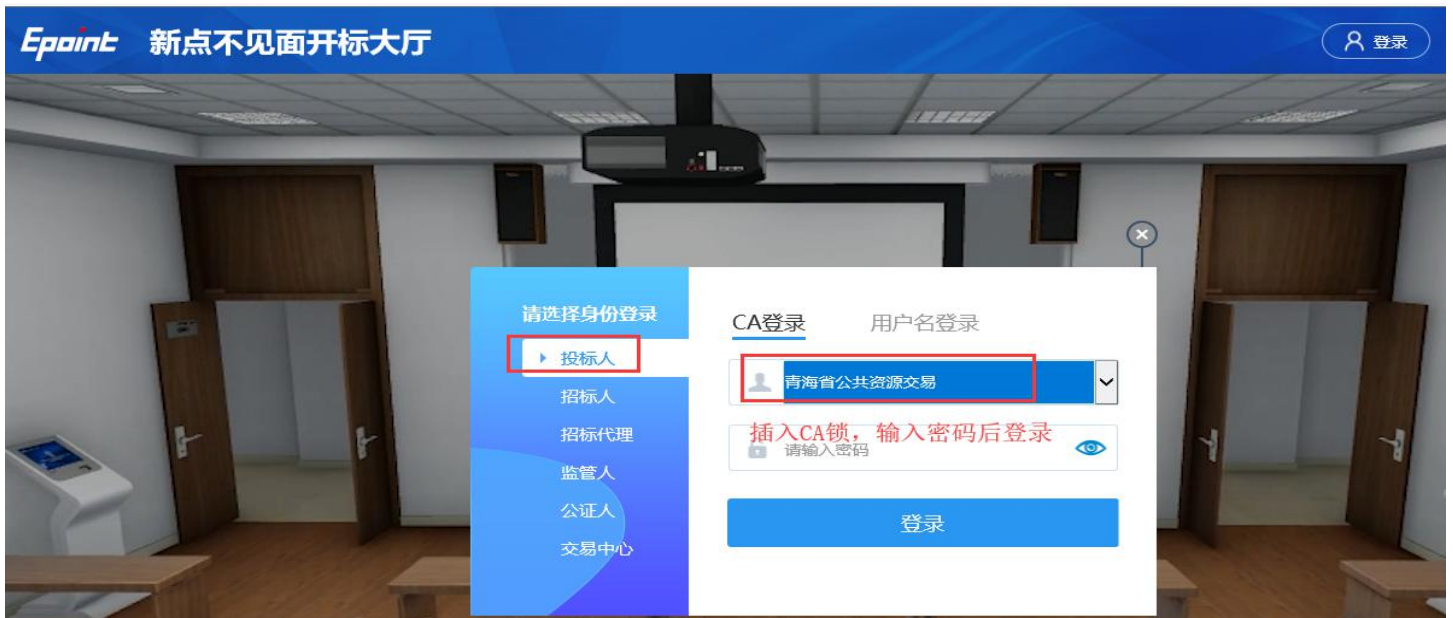 Epoint 新点不见面开标大厅
登录
请选择身份登录
投标人
招标人
招标代理
监管人
公证人
交易中心
CA登录 用户名登录
青海省公共资源交易
插入CA锁，输入密码后登录
请输入密码
登录